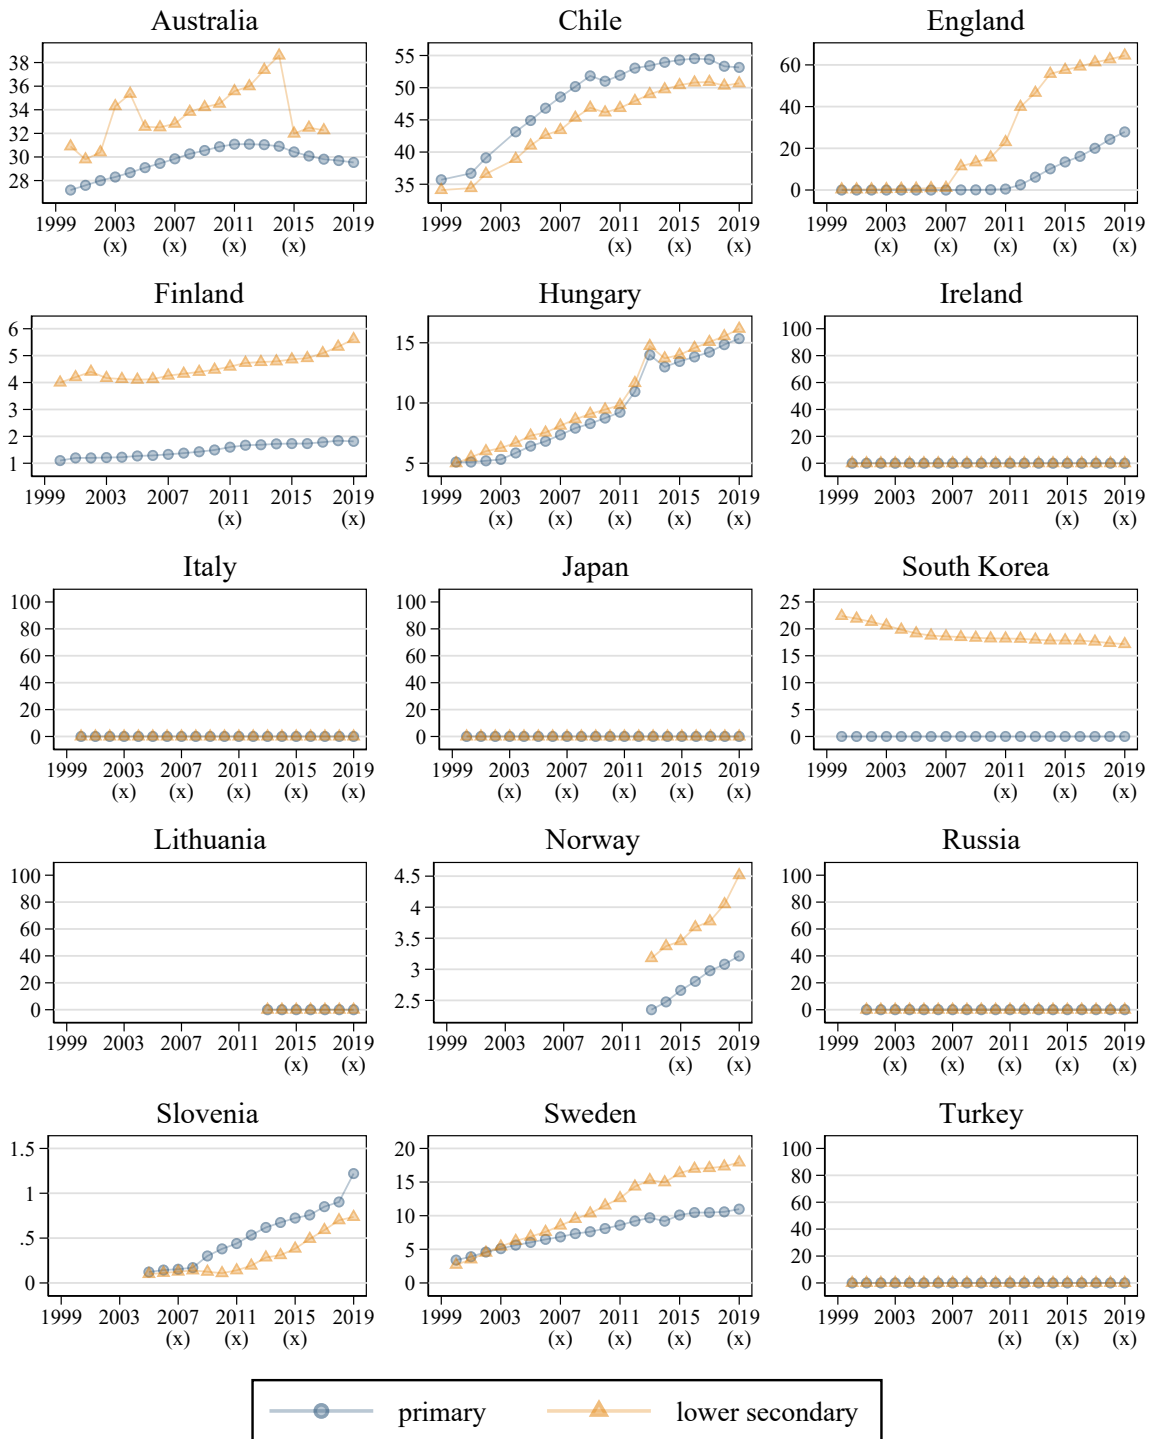 Australia Chile England
38 55 60
36 50 40
34 45 20
32 40 0
30 35
28
1999 2003 2007 2011 2015 2019 1999 2003 2007 2011 2015 2019 1999 2003 2007 2011 2015 2019
(x) (x) (x) (x) (x) (x) (x) (x) (x) (x) (x) (x)
Finland Hungary Ireland
6 15 100
5 10 80
4 5 60
3 40
2 20
1 0
1999 2003 2007 2011 2015 2019 1999 2003 2007 2011 2015 2019 1999 2003 2007 2011 2015 2019
(x) (x) (x) (x) (x) (x) (x) (x) (x)
Italy Japan South Korea
100 100 25
80 80 20
60 60 15
40 40 10
20 20 5
0 0 0
1999 2003 2007 2011 2015 2019 1999 2003 2007 2011 2015 2019 1999 2003 2007 2011 2015 2019
(x) (x) (x) (x) (x) (x) (x) (x) (x) (x) (x) (x)
Lithuania Norway Russia
100 4.5 100
80 4 80
60 3.5 60
40 3 40
20 2.5 20
0 0
1999 2003 2007 2011 2015 2019 1999 2003 2007 2011 2015 2019 1999 2003 2007 2011 2015 2019
(x) (x) (x) (x) (x) (x) (x) (x) (x)
Slovenia Sweden Turkey
1.5 20 100
1 15 80
.5 10 60
0 5 40
0 20
0
1999 2003 2007 2011 2015 2019 1999 2003 2007 2011 2015 2019 1999 2003 2007 2011 2015 2019
(x) (x) (x) (x) (x) (x) (x) (x) (x) (x)
primary lower secondary